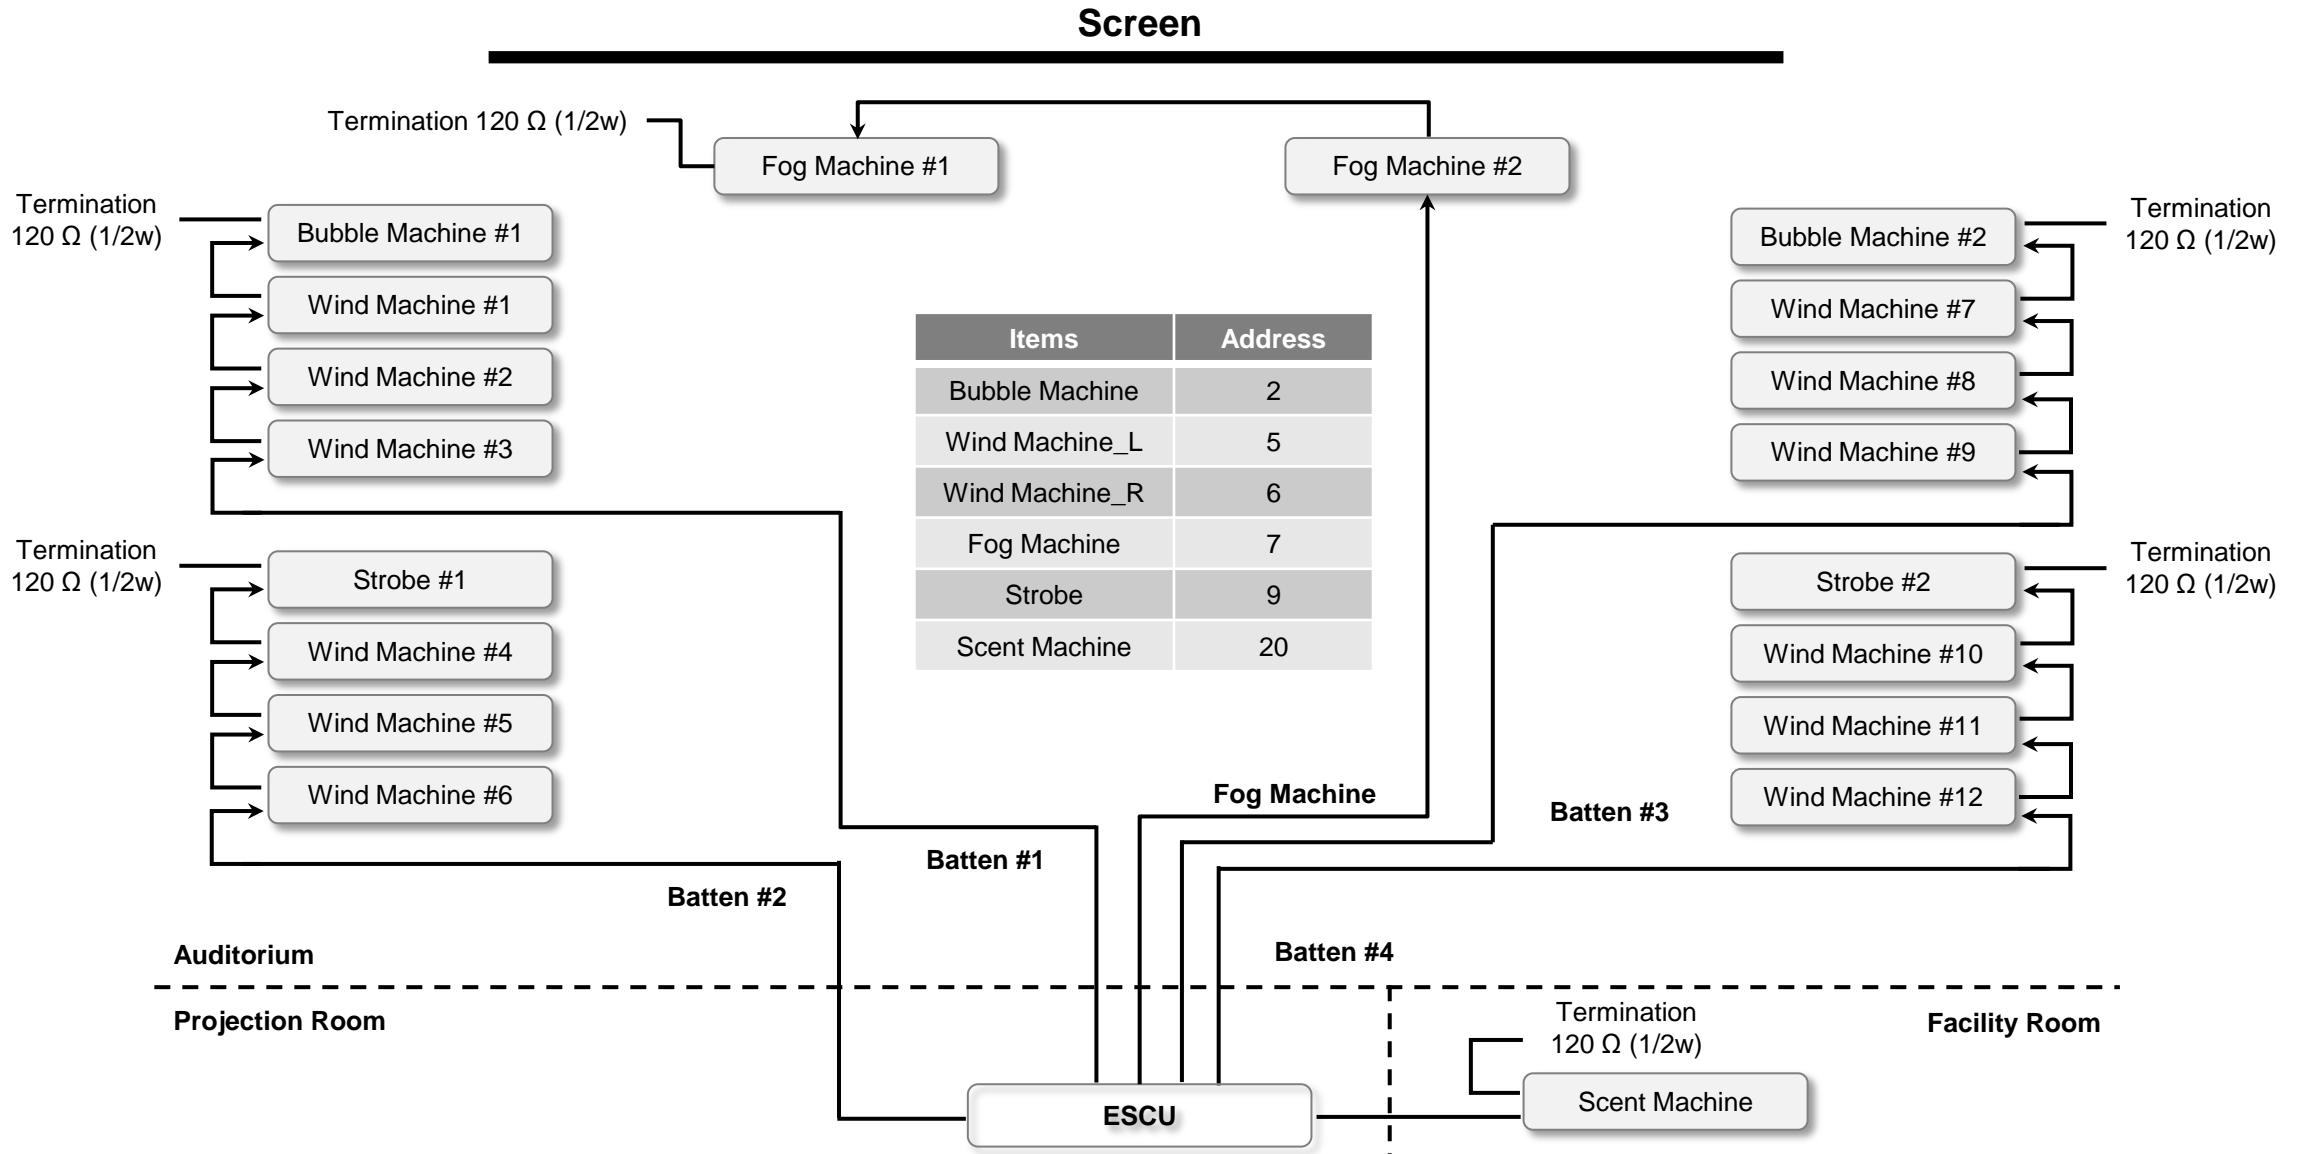 Screen
Termination 120 Ω (1/2w)
Fog Machine #1
Fog Machine #2
Termination
120 Ω (1/2w)
Bubble Machine #1
Wind Machine #1
Wind Machine #2
Wind Machine #3
Termination
120 Ω (1/2w)
Bubble Machine #2
Wind Machine #7
Wind Machine #8
Wind Machine #9
Items Address
Bubble Machine 2
Wind Machine_L 5
Wind Machine_R 6
Fog Machine 7
Strobe 9
Scent Machine 20
Termination
120 Ω (1/2w)
Strobe #1
Wind Machine #4
Wind Machine #5
Wind Machine #6
Termination
120 Ω (1/2w)
Strobe #2
Wind Machine #10
Wind Machine #11
Wind Machine #12
Fog Machine
Batten #3
Batten #1
Batten #2
Batten #4
Auditorium
Projection Room
Facility Room
Termination
120 Ω (1/2w)
Scent Machine
ESCU